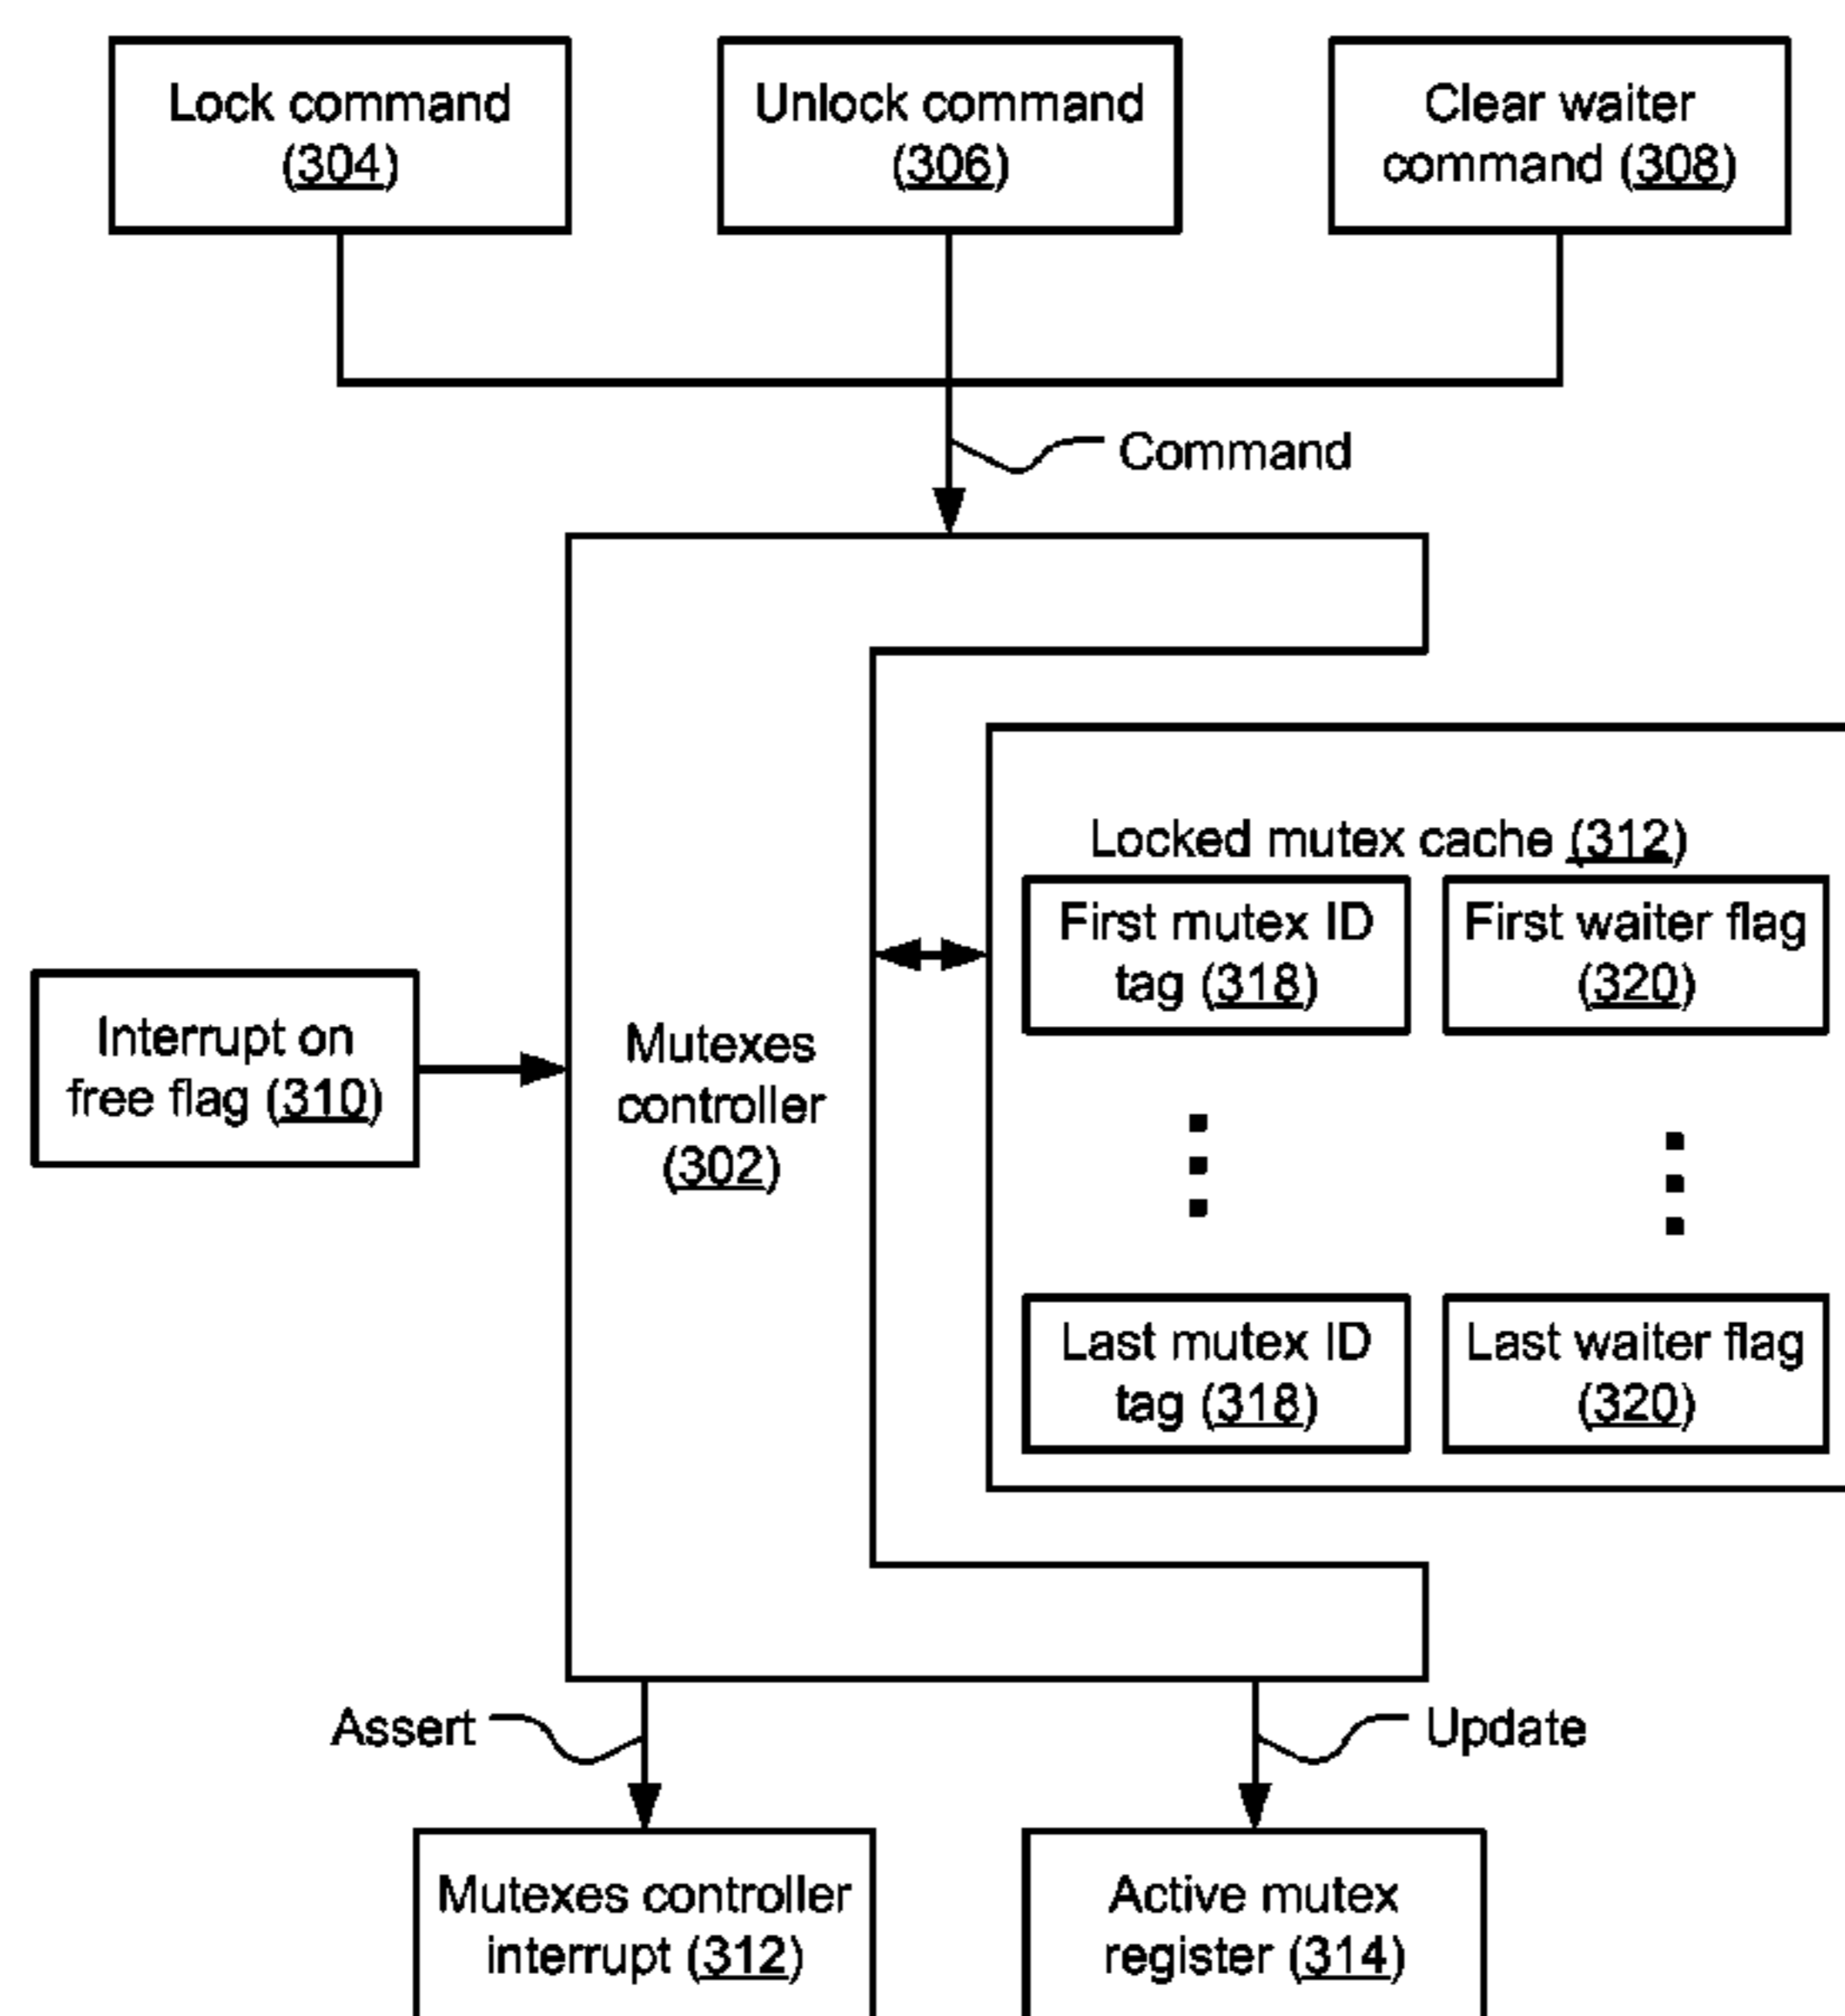 Lock command
(304)
Unlock command
(306)
Clear waiter
command (308)
Command
Locked mutex cache (312)
First mutex ID
tag (318)
First waiter flag
(320)
Interrupt on
free flag (310)
Mutexes
controller
(302)
Last mutex ID
tag (318)
Last waiter flag
(320)
Assert
Update
Mutexes controller
interrupt (312)
Active mutex
register (314)